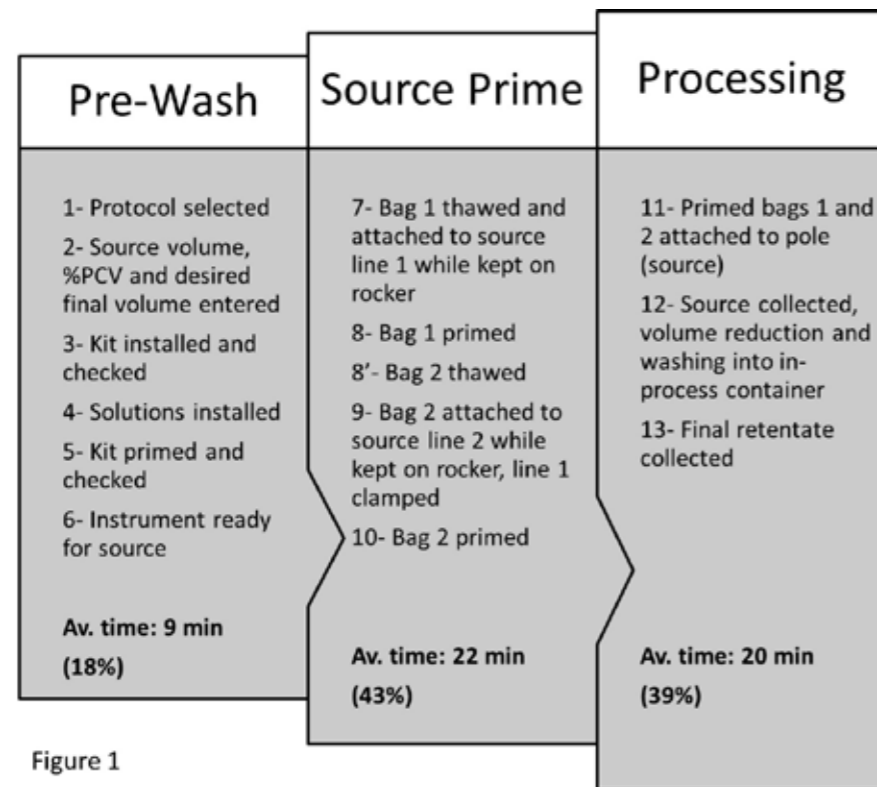 Pre-Wash
1- Protocol selected
2- Source volume,
%PCV and desired
final volume entered
3- Kit installed and
checked
4- Solutions installed
5- Kit primed and
checked
6- Instrument ready
for source
Av. time: 9 min
(18%)
Source Prime
7- Bag 1 thawed and
attached to source
line 1 while kept on
rocker
8- Bag 1 primed
8'- Bag 2 thawed
9- Bag 2 attached to
source line 2 while
kept on rocker, line 1
clamped
10- Bag 2 primed
Av. time: 22 min
(43%)
Processing
11- Primed bags 1 and
2 attached to pole
(source)
12- Source collected,
volume reduction and
washing into in-
process container
13- Final retentate
collected
Av. time: 20 min
(39%)
Figure 1